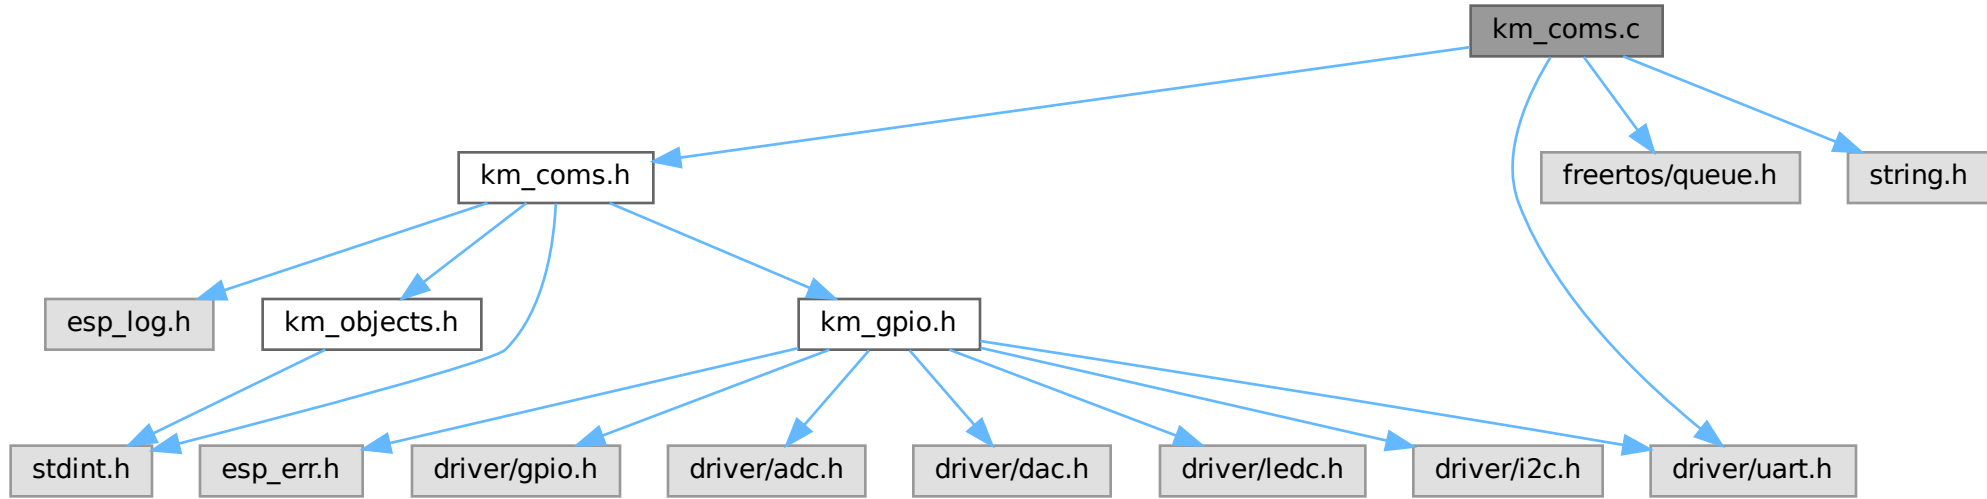 km_coms.c
km_coms.h
freertos/queue.h
string.h
esp_log.h
km_objects.h
km_gpio.h
stdint.h
esp_err.h
driver/gpio.h
driver/adc.h
driver/dac.h
driver/ledc.h
driver/i2c.h
driver/uart.h